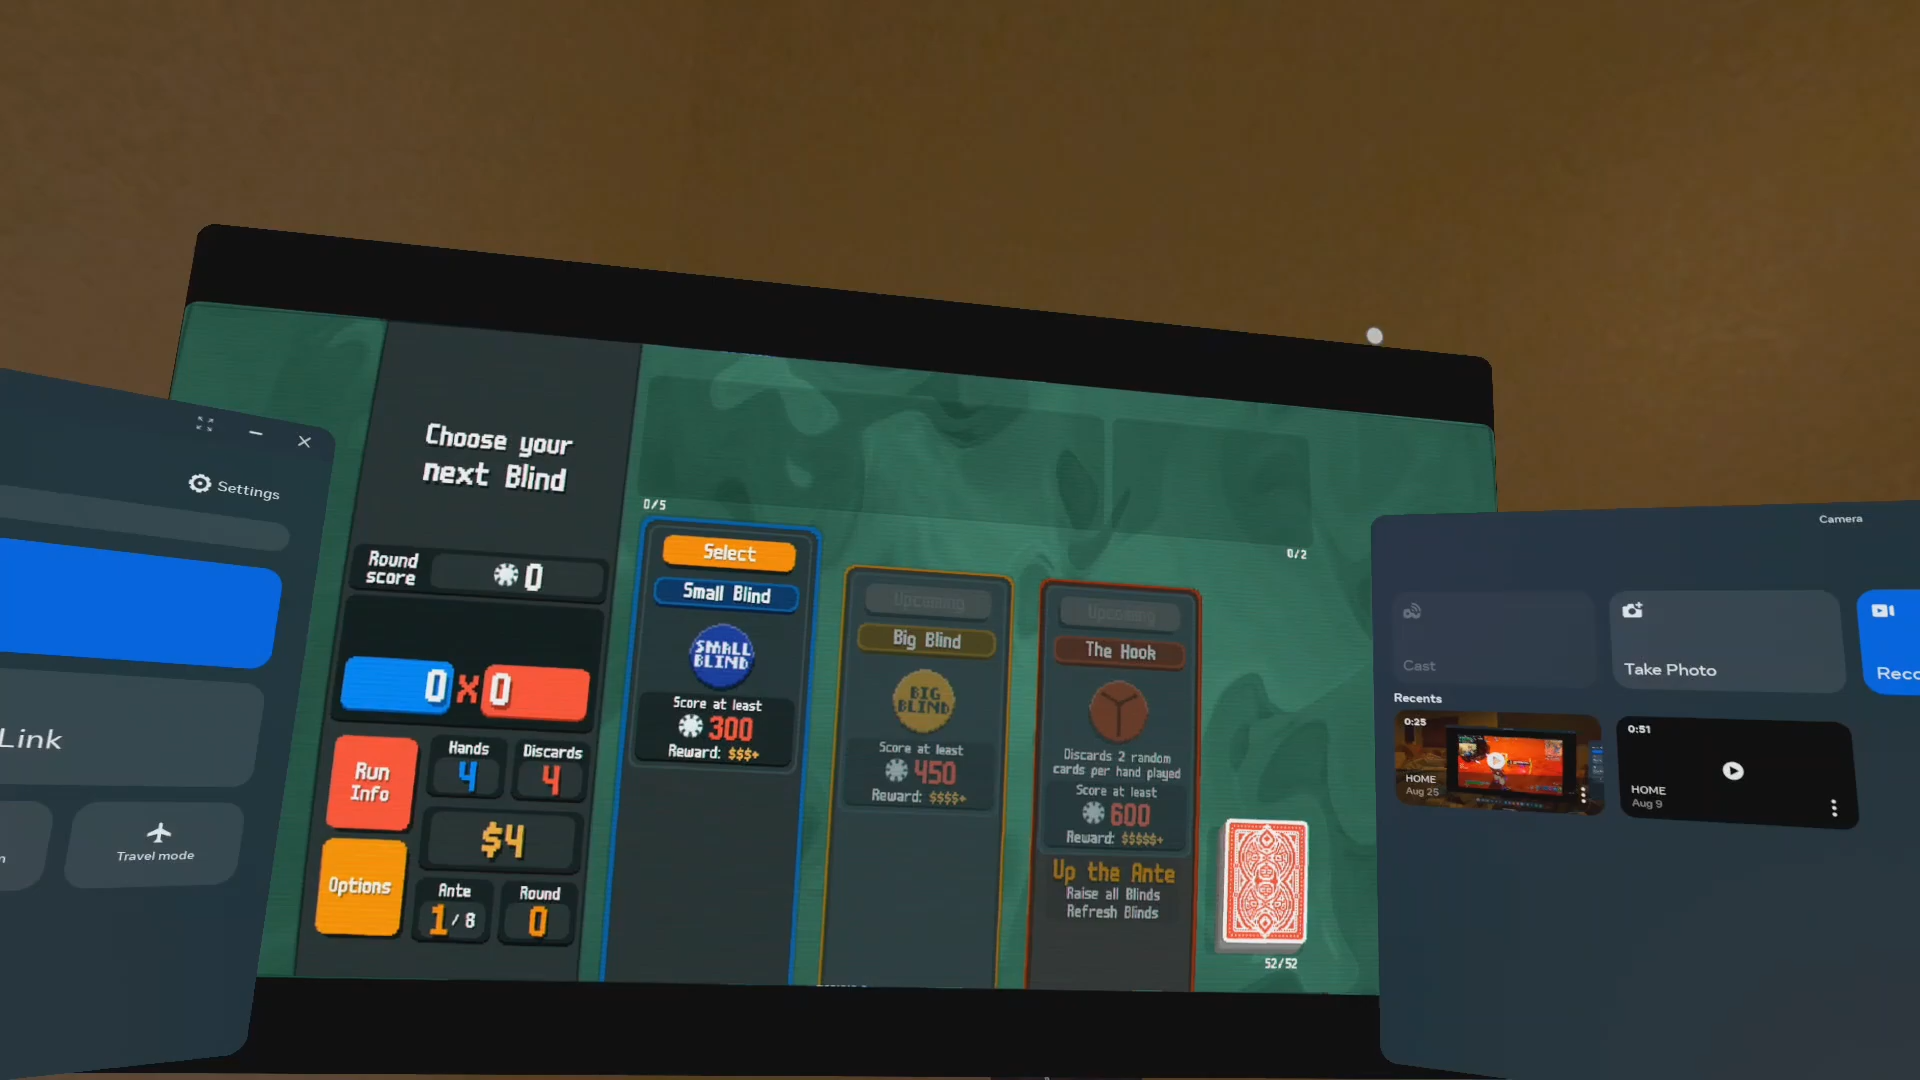 Settings
Link
Travel mode
Choose your
next Blind
Round
score
0
0 X 0
Run
Info
Hands
4
Discards
4
$4
Options
Ante
1/8
Round
0
0/5
0/2
Select
Small Blind
SMALL
BLIND
Score at least
300
Reward: $$$+
Upcoming
Big Blind
BIG
BLIND
Score at least
450
Reward: $$$$+
Upcoming
The Hook
Discards 2 random
cards per hand played
Score at least
600
Reward: $$$$$+
Up the Ante
Raise all Blinds
Refresh Blinds
52/52
Camera
Cast
Take Photo
Reco
Recents
0:25
HOME
Aug 25
0:51
HOME
Aug 9